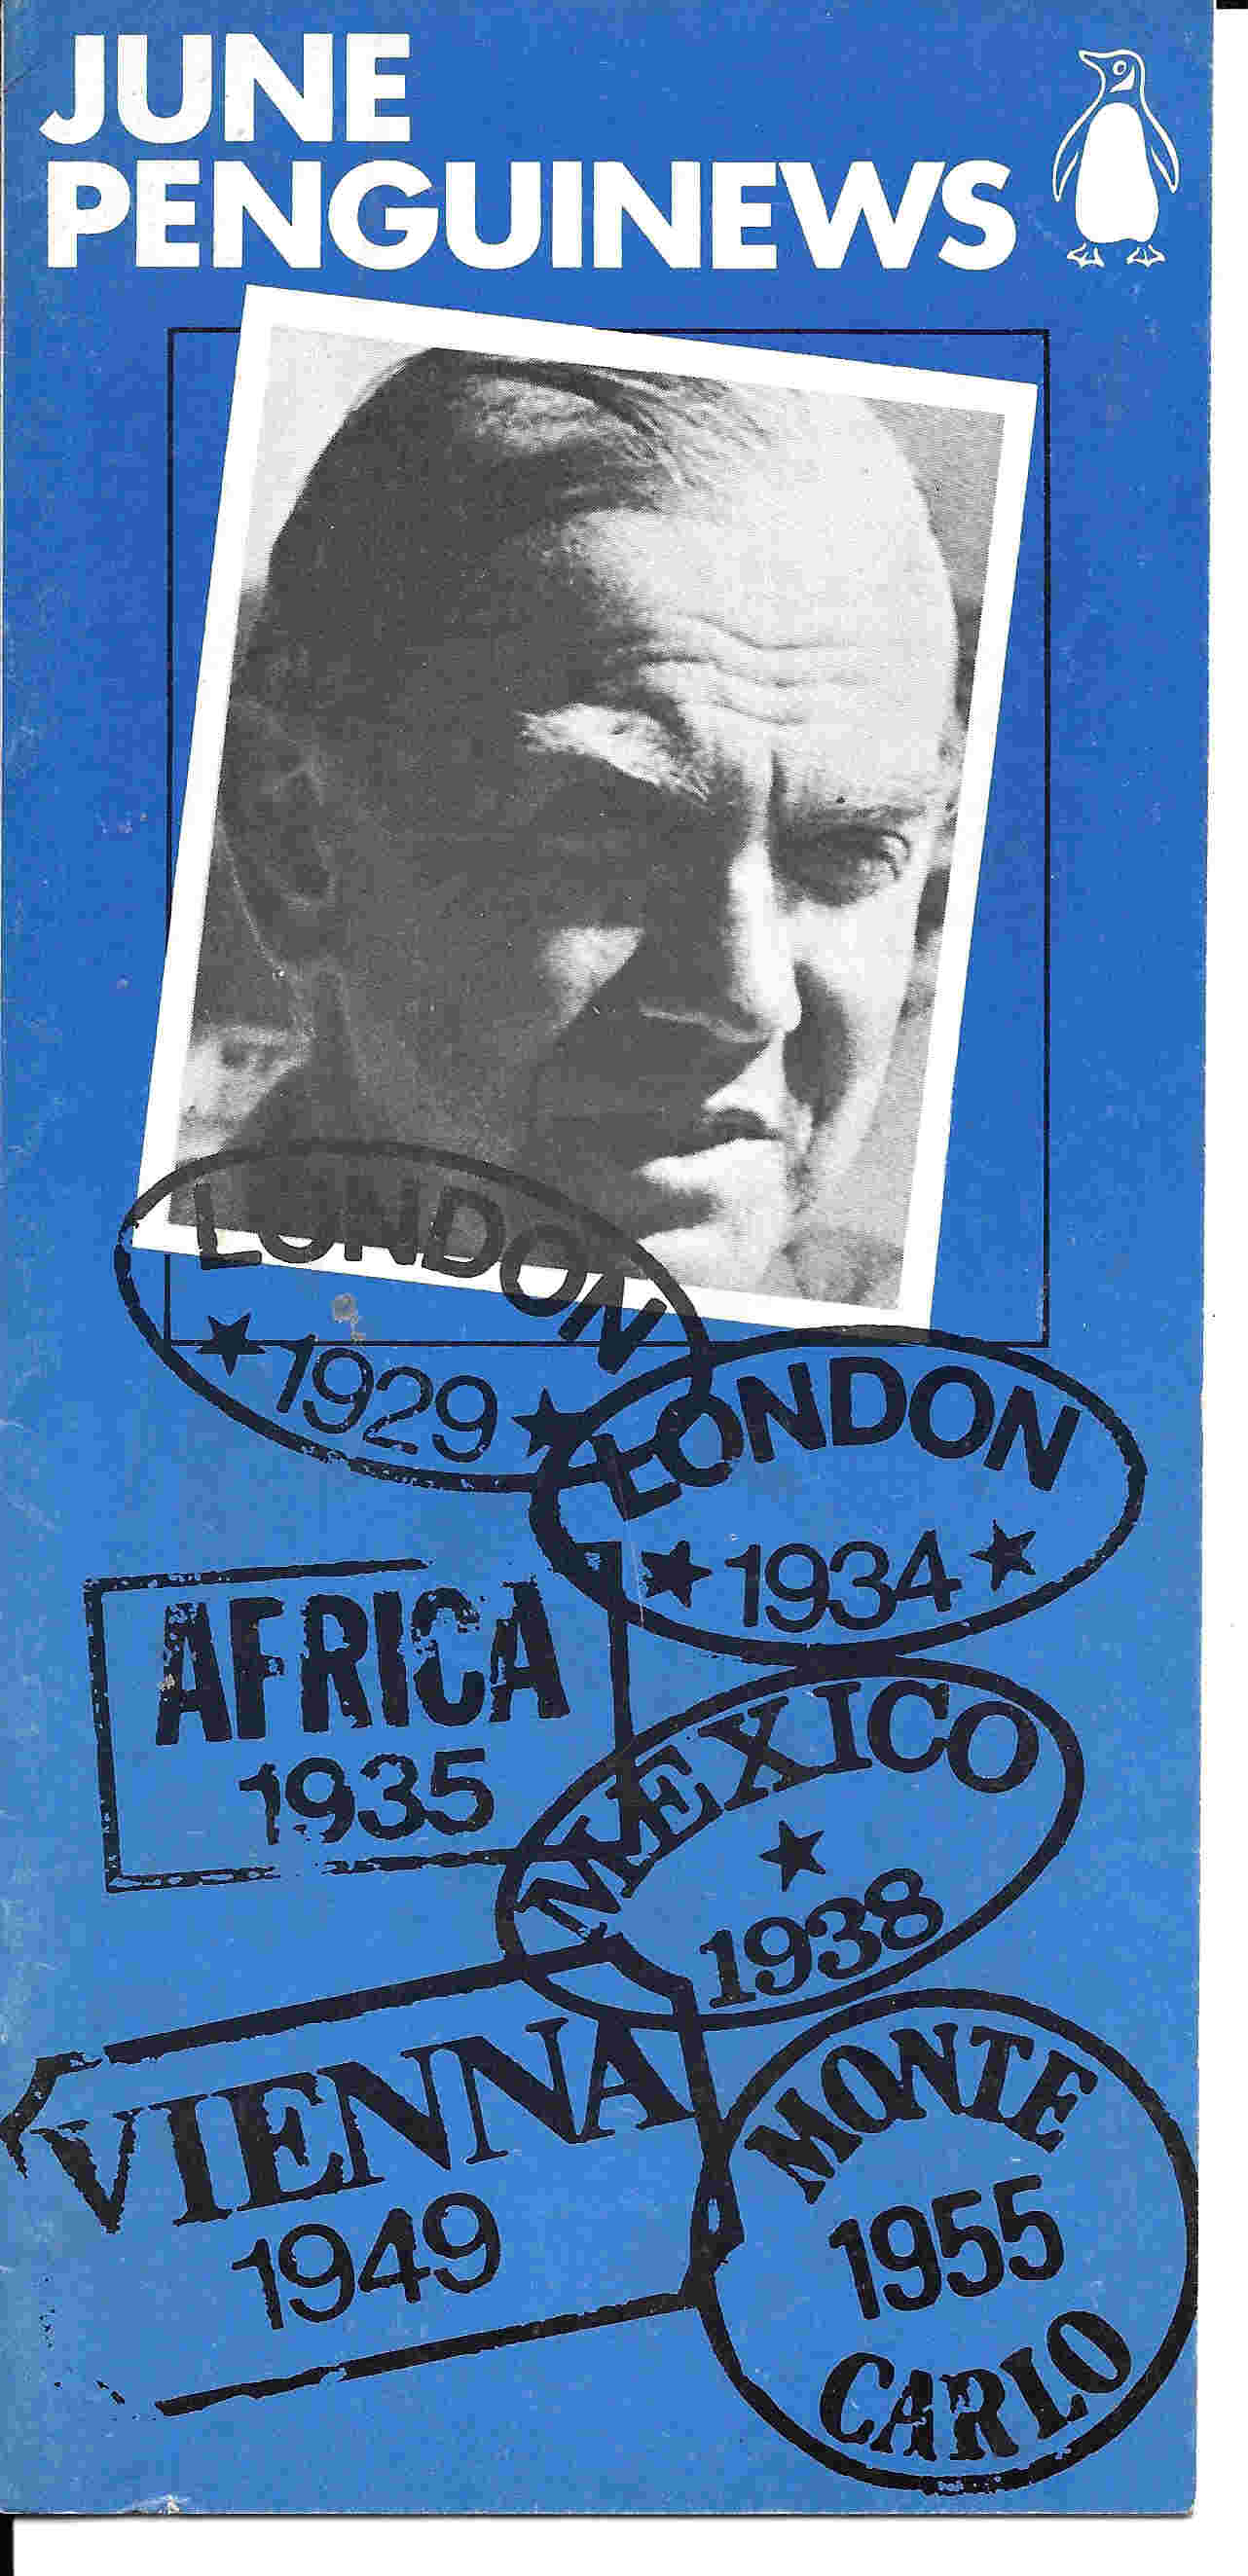 JUNE
PENGUINEWS
LONDON
1929
LONDON
1934
AFRICA
1935
MEXICO
1938
VIENNA
1949
MONTE
1955
CARLO